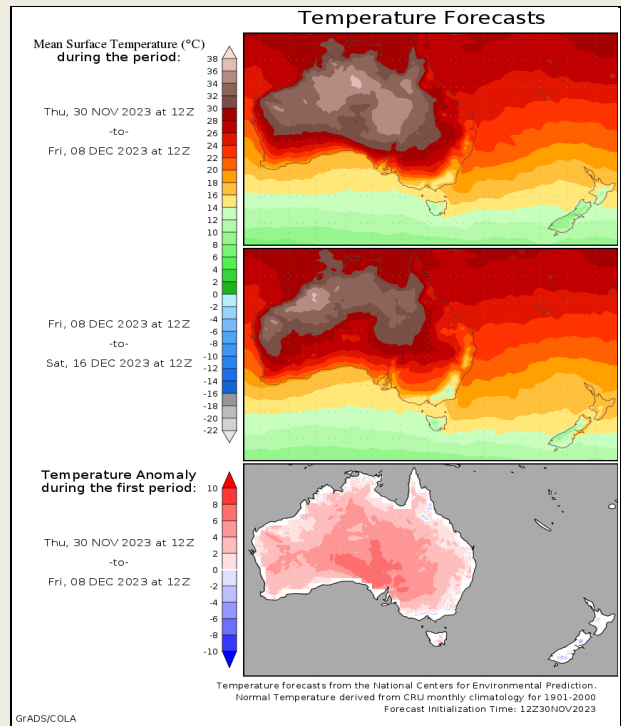 Temperature Forecasts
Mean Surface Temperature (°C)
during the period:
Thu, 30 NOV 2023 at 12Z
-to-
Fri, 08 DEC 2023 at 12Z
Fri, 08 DEC 2023 at 12Z
-to-
Sat, 16 DEC 2023 at 12Z
38
36
34
32
30
28
26
24
22
20
18
16
14
12
10
8
6
4
2
0
-2
-4
-6
-8
-10
-12
-14
-16
-18
-20
-22
Temperature Anomaly
during the first period:
Thu, 30 NOV 2023 at 12Z
-to-
Fri, 08 DEC 2023 at 12Z
10
8
6
4
2
0
-2
-4
-6
-8
-10
Temperature forecasts from the National Centers for Environmental Prediction.
Normal Temperature derived from CRU monthly climatology for 1901-2000
Forecast Initialization Time: 12Z30NOV2023
GrADS/COLA